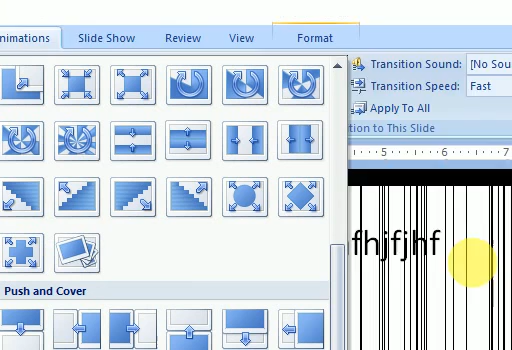 nimations Slide Show Review View Format
Transition Sound: [No Sou
Transition Speed: Fast
Apply To All
tion to This Slide
5 6 7
fhjfjhf
Push and Cover